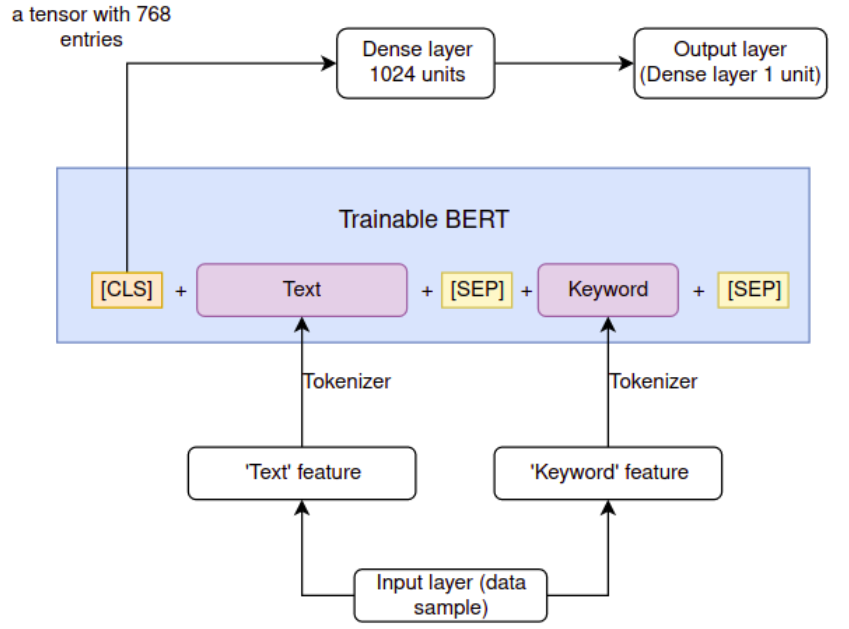 a tensor with 768
entries
Dense layer
1024 units
Output layer
(Dense layer 1 unit)
Trainable BERT
[CLS] + Text + [SEP] + Keyword + [SEP]
Tokenizer
Tokenizer
'Text' feature
'Keyword' feature
Input layer (data
sample)